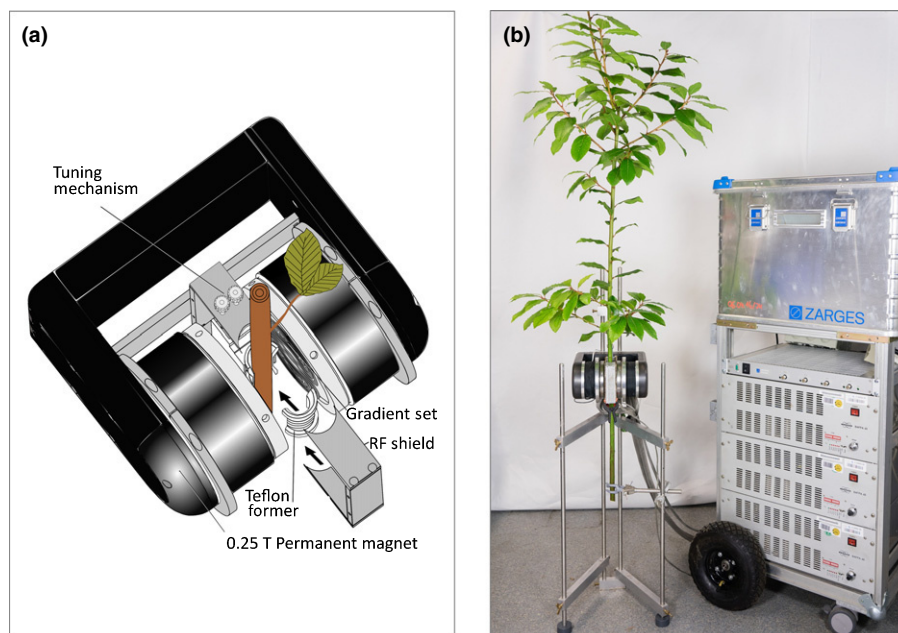 (a)
Tuning
mechanism
Gradient set
RF shield
Teflon
former
0.25 T Permanent magnet
(b)
ZARGES